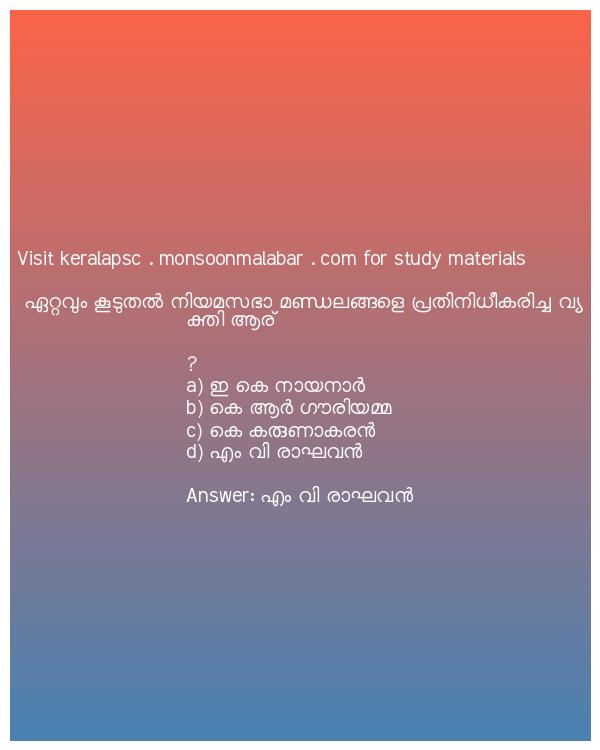 Visit keralapsc . monsoonmalabar . com for study materials
ഏറ്റവും കൂടുതൽ നിയമസഭാ മണ്ഡലങ്ങളെ പ്രതിനിധീകരിച്ച വ്യ
ക്തി ആര്
?
a) ഇ കെ നായനാർ
b) കെ ആർ ഗൗരിയമ്മ
c) കെ കരുണാകരൻ
d) എം വി രാഘവൻ
Answer: എം വി രാഘവൻ